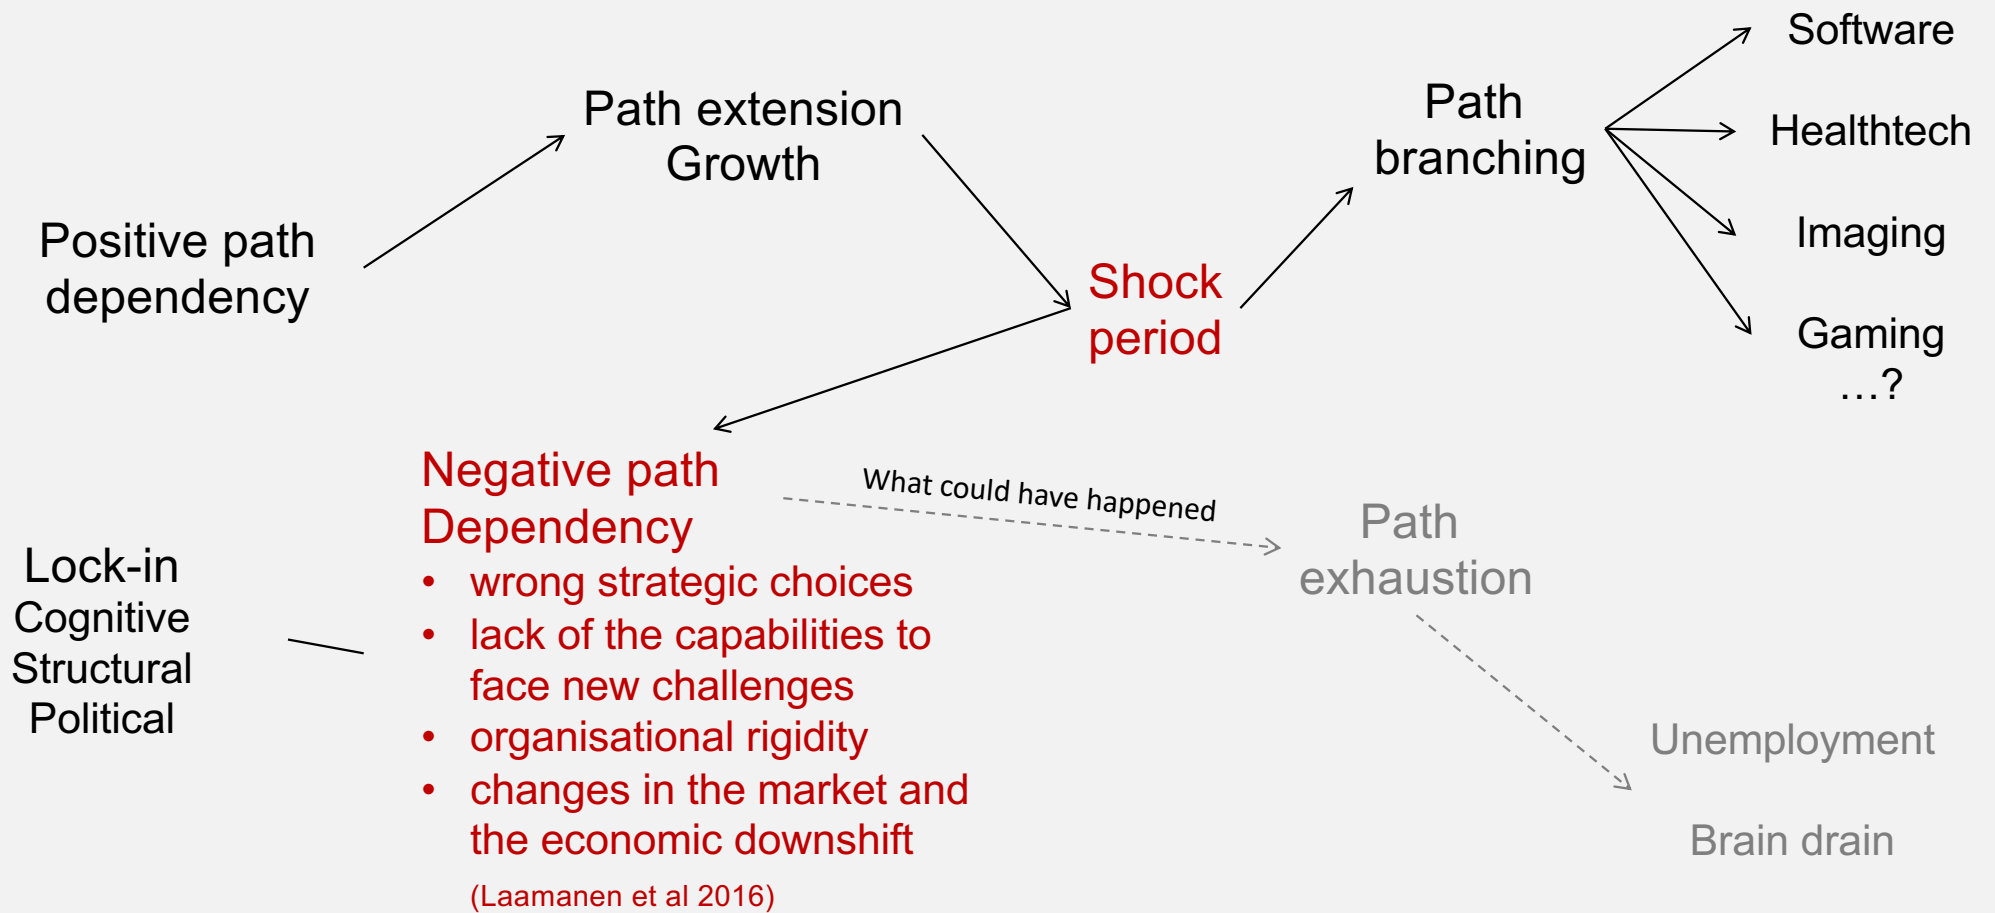 Positive path
dependency
Path extension
Growth
Shock
period
Path
branching
Software
Healthtech
Imaging
Gaming
…?
Lock-in
Cognitive
Structural
Political
Negative path
Dependency
• wrong strategic choices
• lack of the capabilities to
face new challenges
• organisational rigidity
• changes in the market and
the economic downshift
(Laamanen et al 2016)
What could have happened
Path
exhaustion
Unemployment
Brain drain